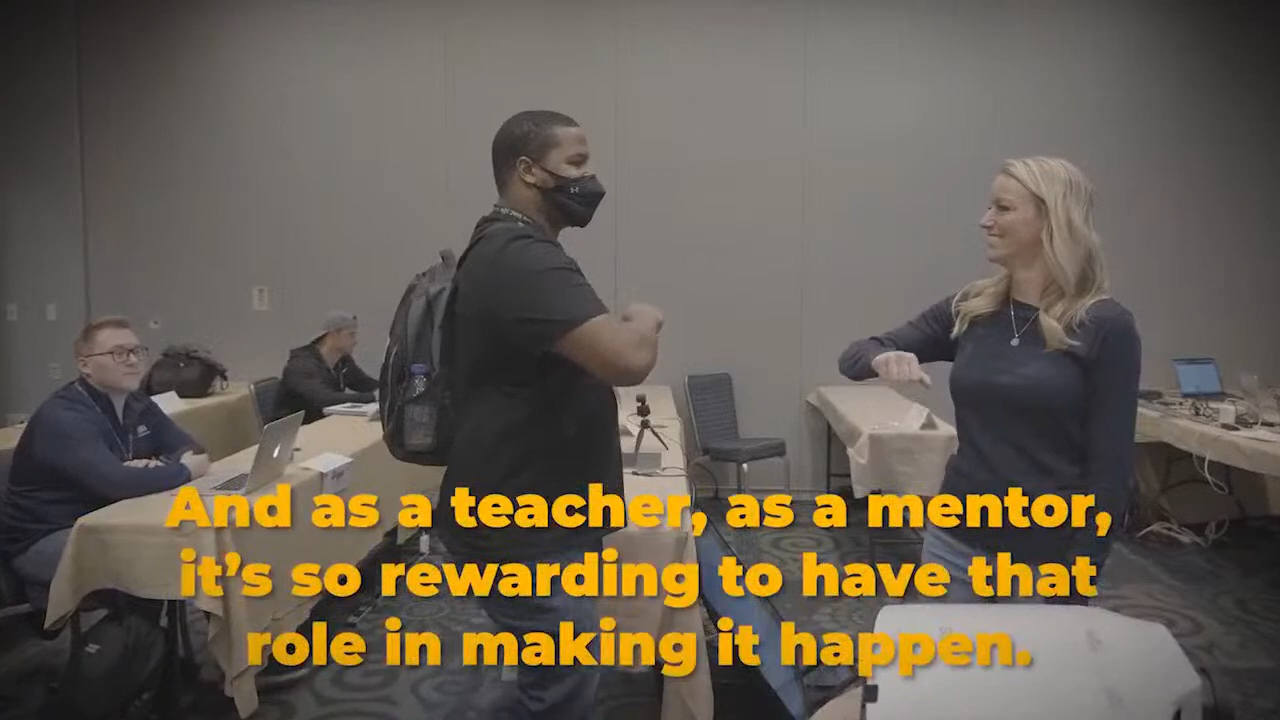 And as a teacher, as a mentor,
it's so rewarding to have that
role in making it happen.